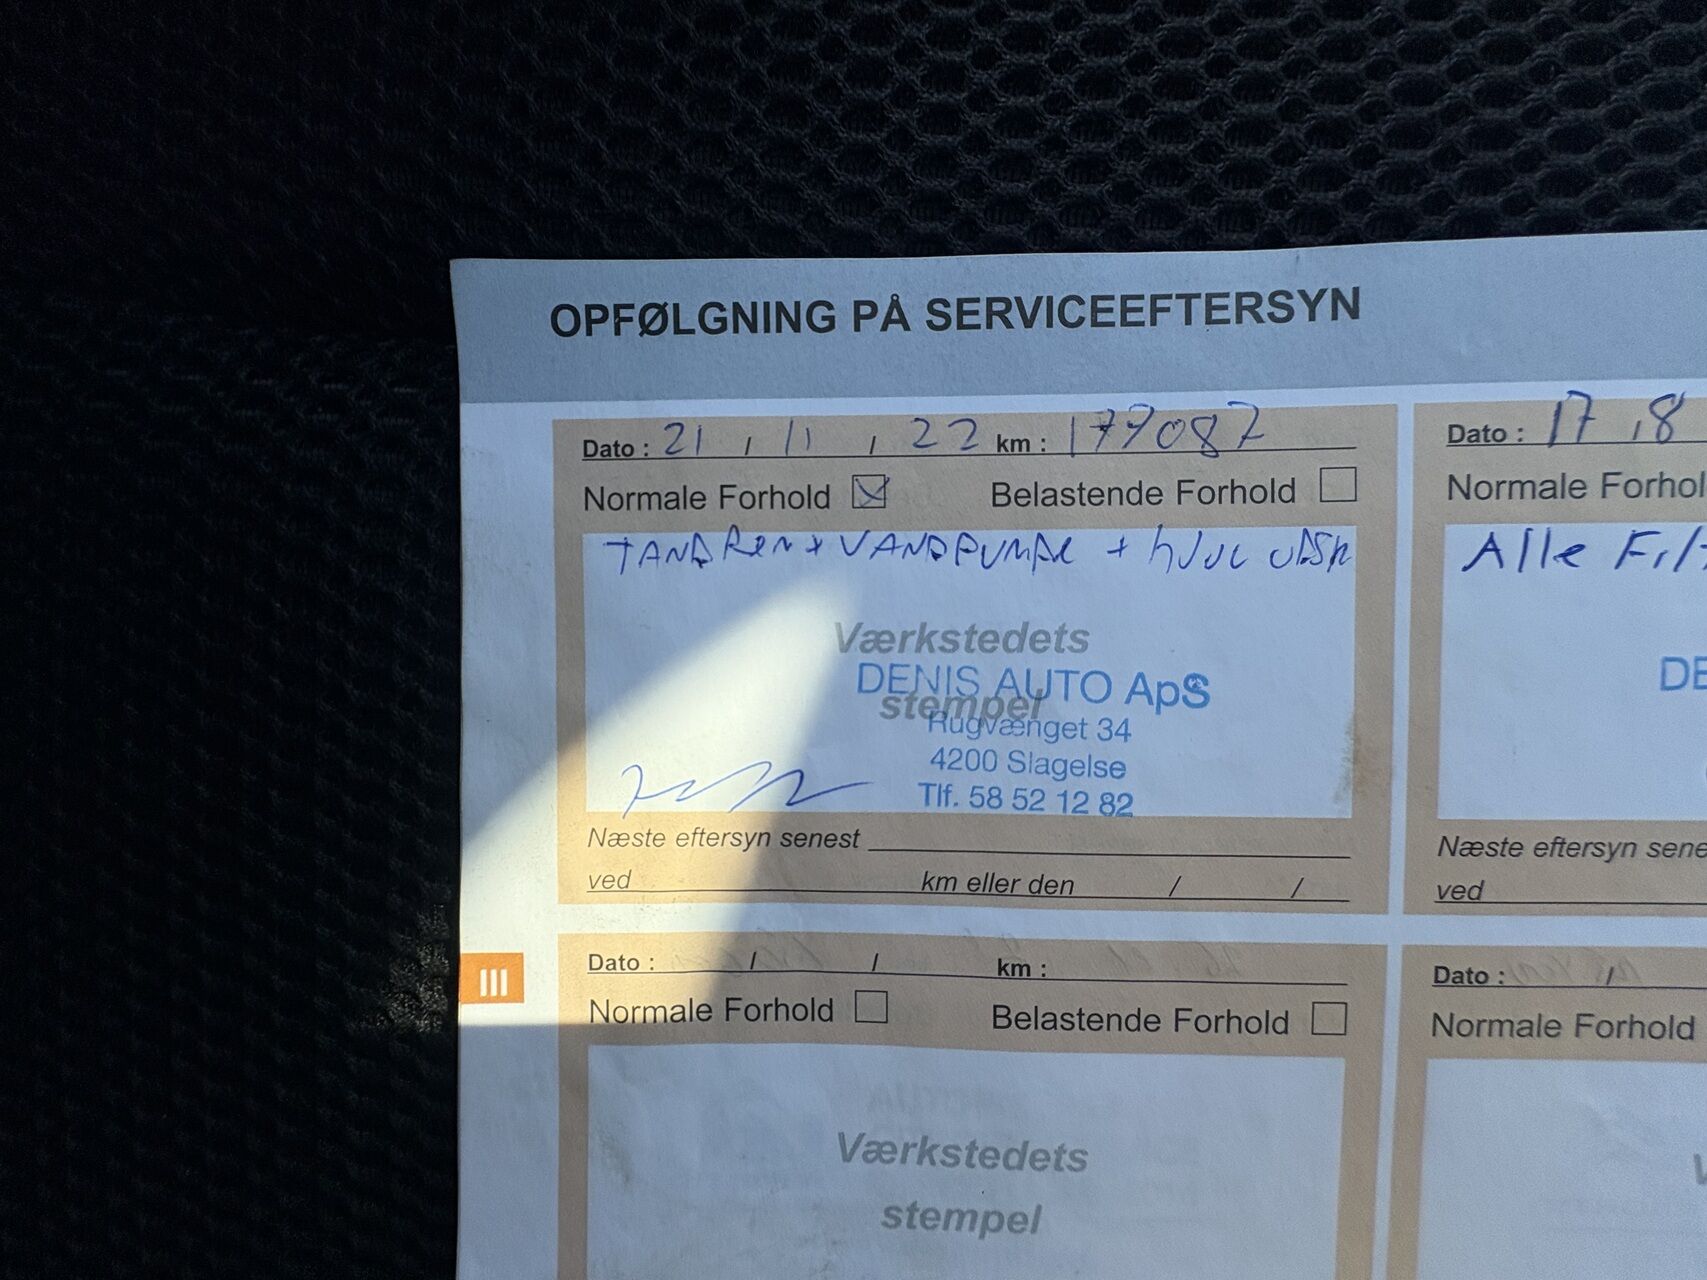 OPFØLGNING PÅ SERVICEEFTERSYN
Dato : 21 / 11 / 22 km : 177087
Normale Forhold Belastende Forhold
TANDREM + VANDPUMPE + hjul
Værkstedets
stempel
DENIS AUTO ApS
Rugvænget 34
4200 Slagelse
Tlf. 58 52 12 82
Næste eftersyn senest
ved km eller den / /
Dato : 17 / 8
Normale Forhol
Alle Filt
DE
Næste eftersyn sene
ved
III
Dato : / / km :
Normale Forhold Belastende Forhold
Værkstedets
stempel
Dato : /
Normale Forhold
V